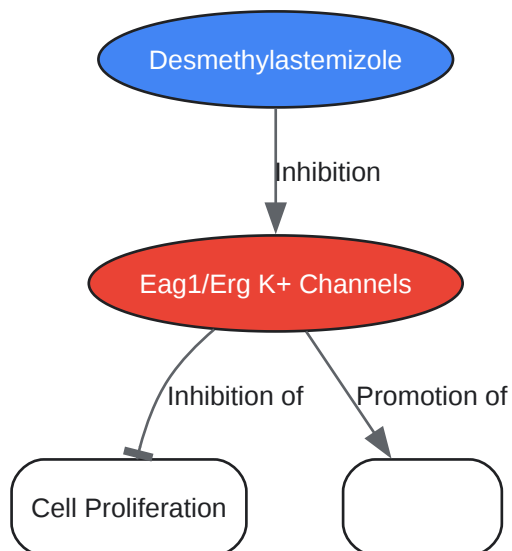 Desmethylastemizole
Inhibition
Eag1/Erg K+ Channels
Inhibition of
Promotion of
Cell Proliferation